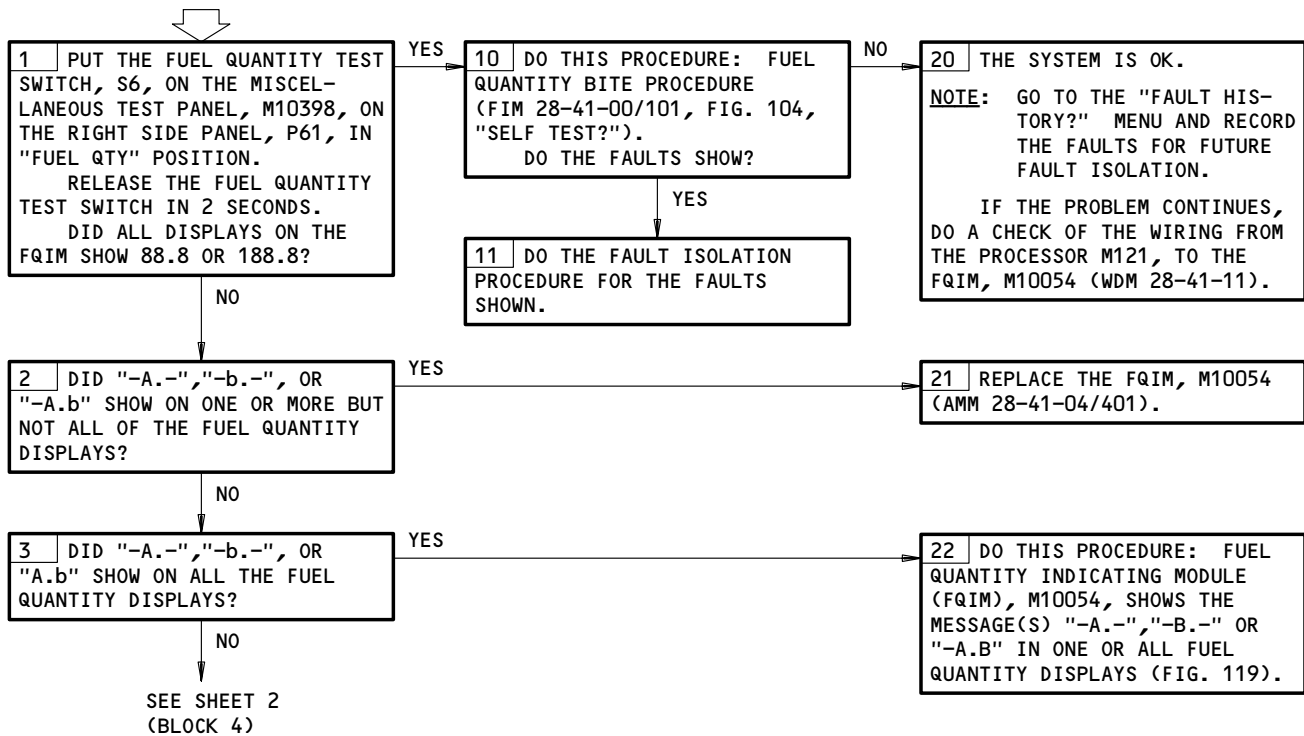 1 PUT THE FUEL QUANTITY TEST
SWITCH, S6, ON THE MISCEL-
LANEOUS TEST PANEL, M10398, ON
THE RIGHT SIDE PANEL, P61, IN
"FUEL QTY" POSITION.
RELEASE THE FUEL QUANTITY
TEST SWITCH IN 2 SECONDS.
DID ALL DISPLAYS ON THE
FQIM SHOW 88.8 OR 188.8?
YES
10 DO THIS PROCEDURE: FUEL
QUANTITY BITE PROCEDURE
(FIM 28-41-00/101, FIG. 104,
"SELF TEST?").
DO THE FAULTS SHOW?
NO
20 THE SYSTEM IS OK.
NOTE: GO TO THE "FAULT HIS-
TORY?" MENU AND RECORD
THE FAULTS FOR FUTURE
FAULT ISOLATION.
IF THE PROBLEM CONTINUES,
DO A CHECK OF THE WIRING FROM
THE PROCESSOR M121, TO THE
FQIM, M10054 (WDM 28-41-11).
YES
11 DO THE FAULT ISOLATION
PROCEDURE FOR THE FAULTS
SHOWN.
NO
2 DID "-A.-","-b.-", OR
"-A.b" SHOW ON ONE OR MORE BUT
NOT ALL OF THE FUEL QUANTITY
DISPLAYS?
YES
21 REPLACE THE FQIM, M10054
(AMM 28-41-04/401).
NO
3 DID "-A.-","-b.-", OR
"A.b" SHOW ON ALL THE FUEL
QUANTITY DISPLAYS?
YES
22 DO THIS PROCEDURE: FUEL
QUANTITY INDICATING MODULE
(FQIM), M10054, SHOWS THE
MESSAGE(S) "-A.-","-B.-" OR
"-A.B" IN ONE OR ALL FUEL
QUANTITY DISPLAYS (FIG. 119).
NO
SEE SHEET 2
(BLOCK 4)